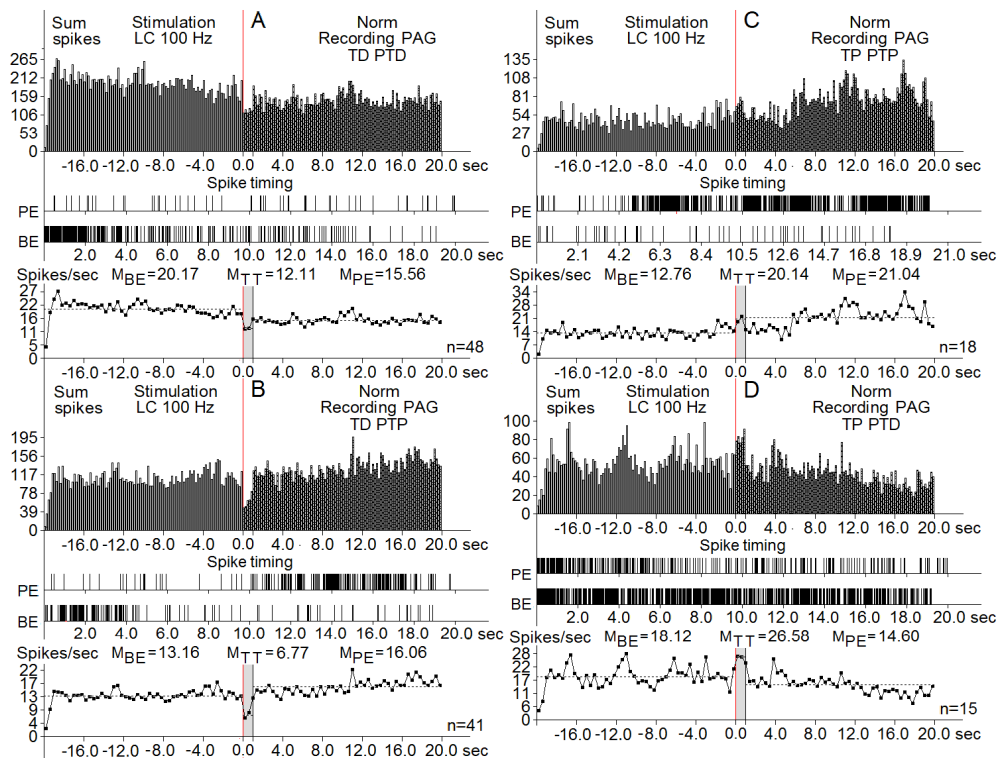 Sum Stimulation A Norm
spikes LC 100 Hz Recording PAG
TD PTD
265
212
159
106
53
0
-16.0 -12.0 -8.0 -4.0 0.0 4.0 8.0 12.0 16.0 20.0 sec
Spike timing
PE
BE
2.0 4.0 6.0 8.0 10.0 12.0 14.0 16.0 18.0 20.0 sec
Spikes/sec MBE=20.17 MTT=12.11 MPE=15.56
27
22
16
11
5
0
n=48
-16.0 -12.0 -8.0 -4.0 0.0 4.0 8.0 12.0 16.0 20.0 sec
Sum Stimulation B Norm
spikes LC 100 Hz Recording PAG
TD PTP
195
156
117
78
39
0
-16.0 -12.0 -8.0 -4.0 0.0 4.0 8.0 12.0 16.0 20.0 sec
Spike timing
PE
BE
2.0 4.0 6.0 8.0 10.0 12.0 14.0 16.0 18.0 20.0 sec
Spikes/sec MBE=13.16 MTT=6.77 MPE=16.06
22
17
13
9
4
0
n=41
-16.0 -12.0 -8.0 -4.0 0.0 4.0 8.0 12.0 16.0 20.0 sec
Sum Stimulation C Norm
spikes LC 100 Hz Recording PAG
TP PTP
135
108
81
54
27
0
-16.0 -12.0 -8.0 -4.0 0.0 4.0 8.0 12.0 16.0 20.0 sec
Spike timing
PE
BE
2.1 4.2 6.3 8.4 10.5 12.6 14.7 16.8 18.9 21.0 sec
Spikes/sec MBE=12.76 MTT=20.14 MPE=21.04
34
27
20
14
7
0
n=18
-16.0 -12.0 -8.0 -4.0 0.0 4.0 8.0 12.0 16.0 20.0 sec
Sum Stimulation D Norm
spikes LC 100 Hz Recording PAG
TP PTD
100
80
60
40
20
0
-16.0 -12.0 -8.0 -4.0 0.0 4.0 8.0 12.0 16.0 20.0 sec
Spike timing
PE
BE
2.0 4.0 6.0 8.0 10.0 12.0 14.0 16.0 18.0 20.0 sec
Spikes/sec MBE=18.12 MTT=26.58 MPE=14.60
28
22
17
11
6
0
n=15
-16.0 -12.0 -8.0 -4.0 0.0 4.0 8.0 12.0 16.0 20.0 sec